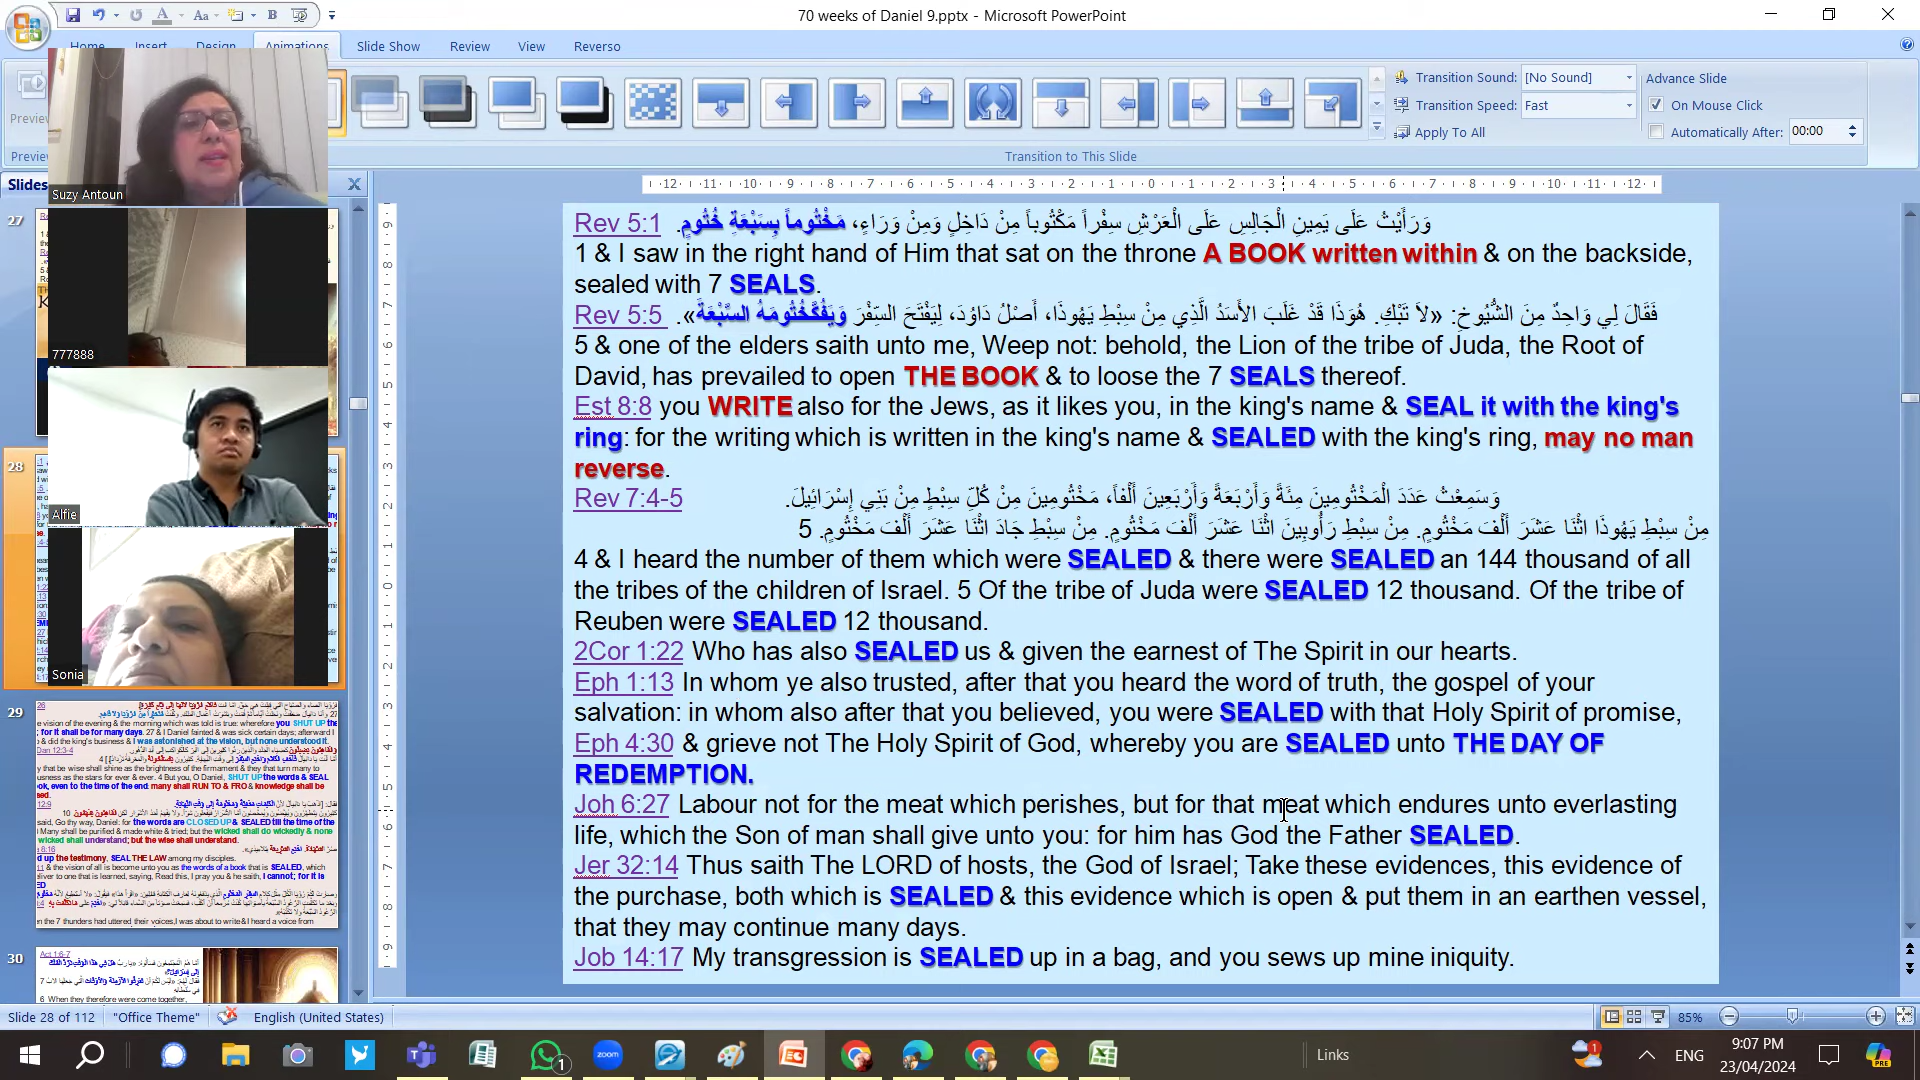 70 weeks of Daniel 9.pptx - Microsoft PowerPoint
Home Insert Design Animations Slide Show Review View Reverso
Preview
Transition Sound: [No Sound] Advance Slide
Transition Speed: Fast On Mouse Click
Apply To All Automatically After: 00:00
Transition to This Slide
Slides
Suzy Antoun
777888
Alfie
Sonia
27
28
29
30
Rev 5:1 وَرَأَيْتُ عَلَى يَمِينِ الْجَالِسِ عَلَى الْعَرْشِ سِفْراً مَكْتُوباً مِنْ دَاخِلٍ وَمِنْ وَرَاءٍ، مَخْتُوماً بِسَبْعَةِ خُتُومٍ.
1 & I saw in the right hand of Him that sat on the throne A BOOK written within & on the backside,
sealed with 7 SEALS.
Rev 5:5 فَقَالَ لِي وَاحِدٌ مِنَ الشُّيُوخِ: «لاَ تَبْكِ. هُوَذَا قَدْ غَلَبَ الأَسَدُ الَّذِي مِنْ سِبْطِ يَهُوذَا، أَصْلُ دَاوُدَ، لِيَفْتَحَ السِّفْرَ وَيَفُكَّ خُتُومَهُ السَّبْعَةَ».
5 & one of the elders saith unto me, Weep not: behold, the Lion of the tribe of Juda, the Root of
David, has prevailed to open THE BOOK & to loose the 7 SEALS thereof.
Est 8:8 you WRITE also for the Jews, as it likes you, in the king's name & SEAL it with the king's
ring: for the writing which is written in the king's name & SEALED with the king's ring, may no man
reverse.
Rev 7:4-5 وَسَمِعْتُ عَدَدَ الْمَخْتُومِينَ مِئَةً وَأَرْبَعَةً وَأَرْبَعِينَ أَلْفاً، مَخْتُومِينَ مِنْ كُلِّ سِبْطٍ مِنْ بَنِي إِسْرَائِيلَ.
مِنْ سِبْطِ يَهُوذَا اثْنَا عَشَرَ أَلْفَ مَخْتُومٍ. مِنْ سِبْطِ رَأُوبِينَ اثْنَا عَشَرَ أَلْفَ مَخْتُومٍ. مِنْ سِبْطِ جَادَ اثْنَا عَشَرَ أَلْفَ مَخْتُومٍ. 5
4 & I heard the number of them which were SEALED & there were SEALED an 144 thousand of all
the tribes of the children of Israel. 5 Of the tribe of Juda were SEALED 12 thousand. Of the tribe of
Reuben were SEALED 12 thousand.
2Cor 1:22 Who has also SEALED us & given the earnest of The Spirit in our hearts.
Eph 1:13 In whom ye also trusted, after that you heard the word of truth, the gospel of your
salvation: in whom also after that you believed, you were SEALED with that Holy Spirit of promise,
Eph 4:30 & grieve not The Holy Spirit of God, whereby you are SEALED unto THE DAY OF
REDEMPTION.
Joh 6:27 Labour not for the meat which perishes, but for that meat which endures unto everlasting
life, which the Son of man shall give unto you: for him has God the Father SEALED.
Jer 32:14 Thus saith The LORD of hosts, the God of Israel; Take these evidences, this evidence of
the purchase, both which is SEALED & this evidence which is open & put them in an earthen vessel,
that they may continue many days.
Job 14:17 My transgression is SEALED up in a bag, and you sews up mine iniquity.
Slide 28 of 112 "Office Theme" English (United States) 85%
Links ENG 9:07 PM
23/04/2024